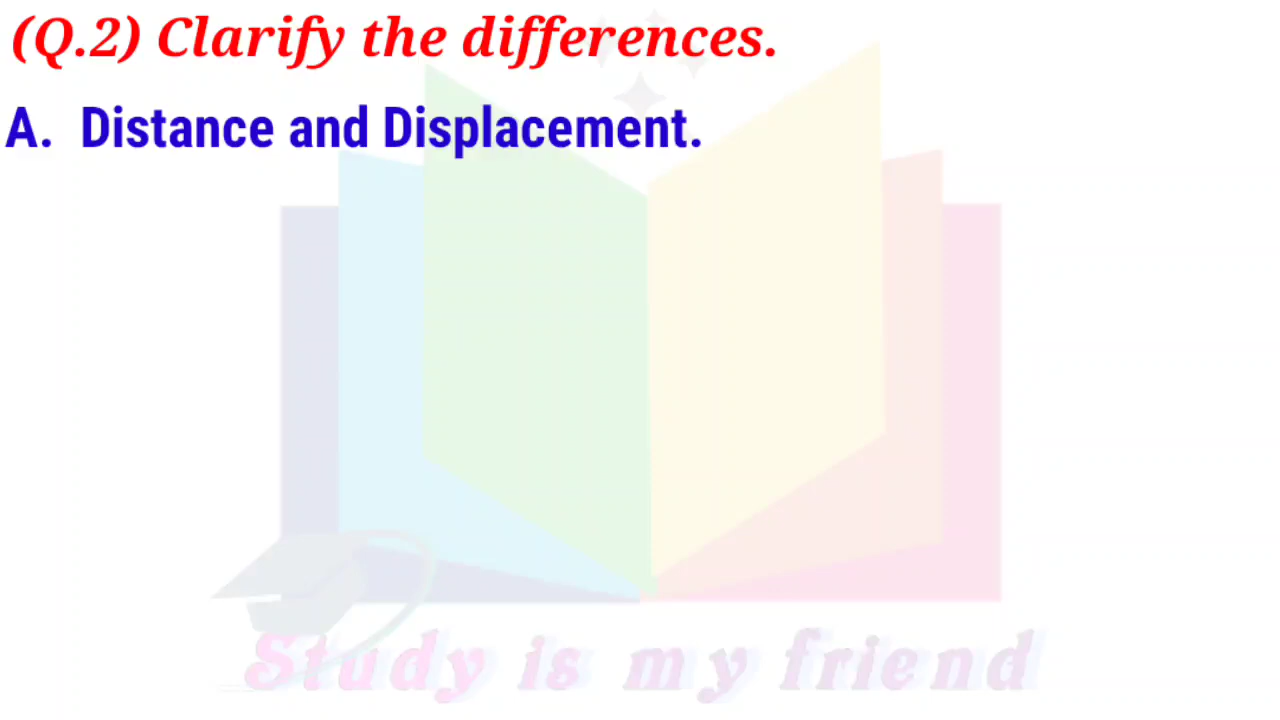 (Q.2) Clarify the differences.
A. Distance and Displacement.
Study is my friend